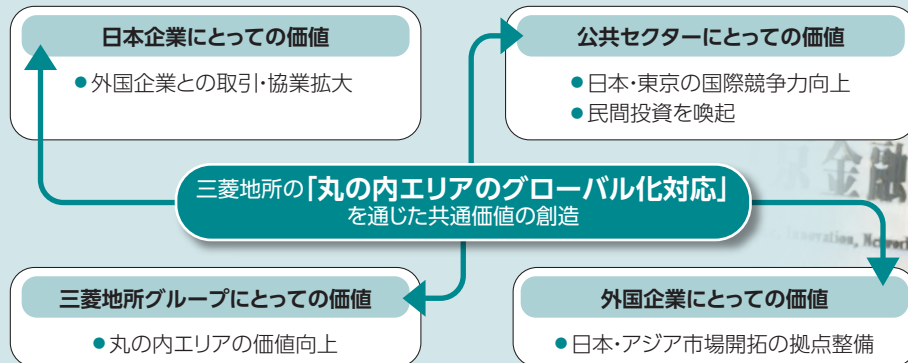 日本企業にとっての価値
●外国企業との取引・協業拡大
公共セクターにとっての価値
●日本・東京の国際競争力向上
●民間投資を喚起
三菱地所の「丸の内エリアのグローバル化対応」
を通じた共通価値の創造
金融
Innovation, Network
三菱地所グループにとっての価値
●丸の内エリアの価値向上
外国企業にとっての価値
●日本・アジア市場開拓の拠点整備